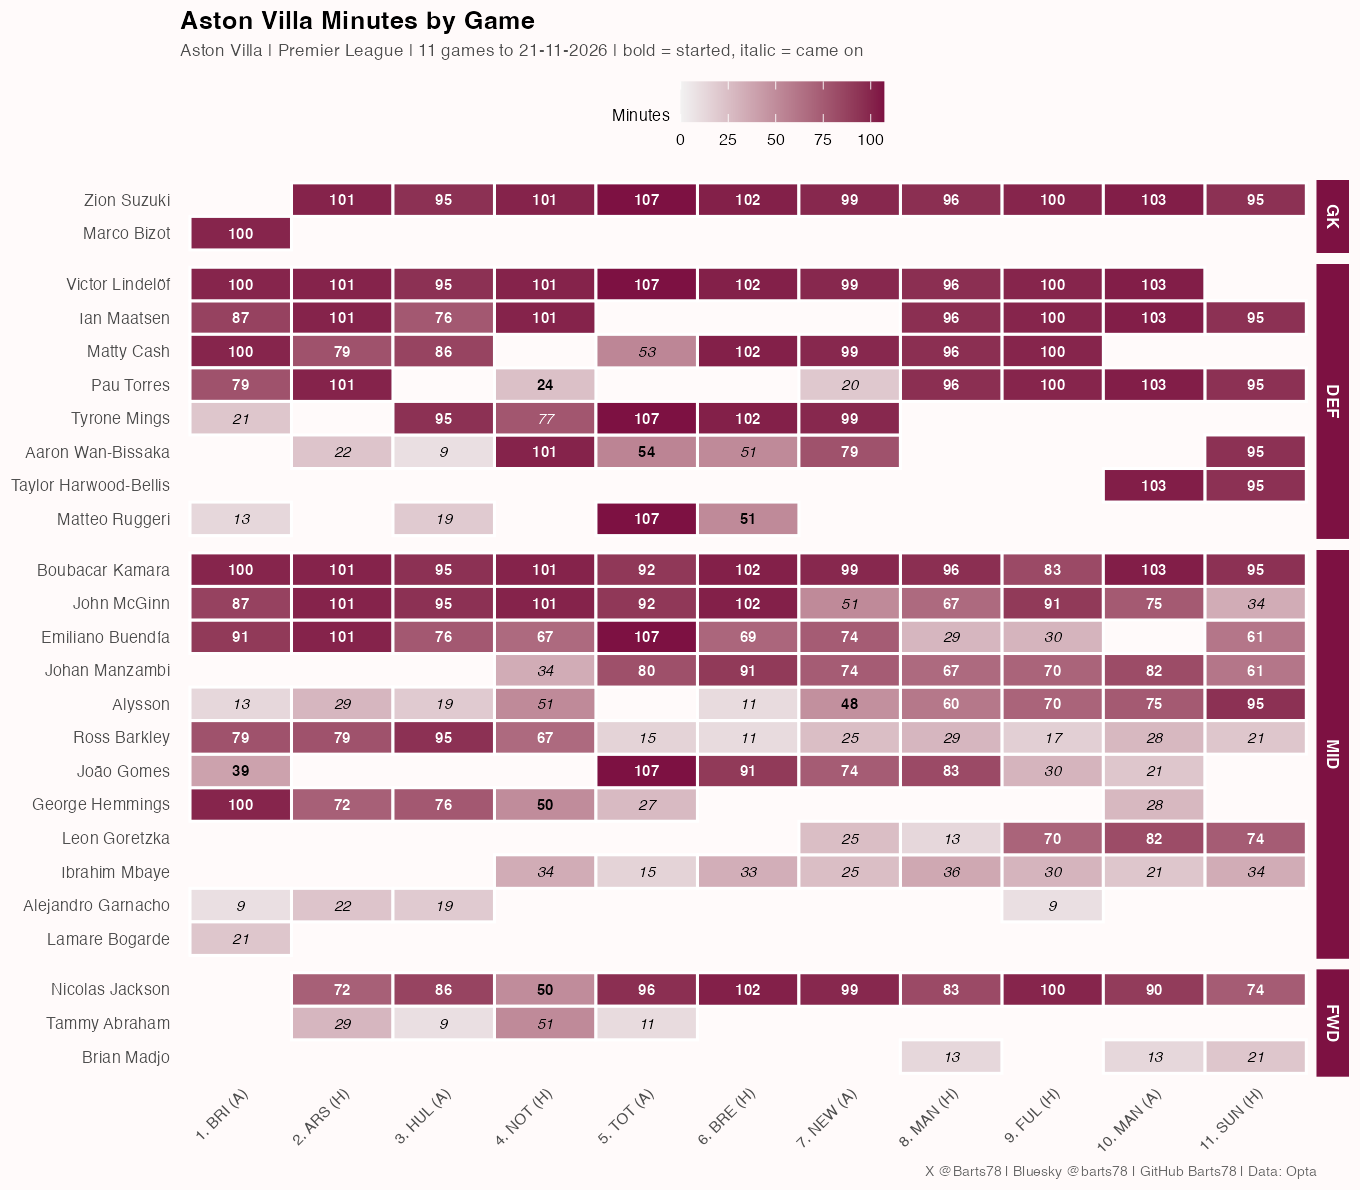 Aston Villa Minutes by Game
Aston Villa | Premier League | 11 games to 21-11-2026 | bold = started, italic = came on
Minutes
0 25 50 75 100
Zion Suzuki 101 95 101 107 102 99 96 100 103 95
Marco Bizot 100
GK
Victor Lindelöf 100 101 95 101 107 102 99 96 100 103
Ian Maatsen 87 101 76 101 96 100 103 95
Matty Cash 100 79 86 53 102 99 96 100
Pau Torres 79 101 24 20 96 100 103 95
Tyrone Mings 21 95 77 107 102 99
Aaron Wan-Bissaka 22 9 101 54 51 79 95
Taylor Harwood-Bellis 103 95
Matteo Ruggeri 13 19 107 51
DEF
Boubacar Kamara 100 101 95 101 92 102 99 96 83 103 95
John McGinn 87 101 95 101 92 102 51 67 91 75 34
Emiliano Buendía 91 101 76 67 107 69 74 29 30 61
Johan Manzambi 34 80 91 74 67 70 82 61
Alysson 13 29 19 51 11 48 60 70 75 95
Ross Barkley 79 79 95 67 15 11 25 29 17 28 21
João Gomes 39 107 91 74 83 30 21
George Hemmings 100 72 76 50 27 28
Leon Goretzka 25 13 70 82 74
Ibrahim Mbaye 34 15 33 25 36 30 21 34
Alejandro Garnacho 9 22 19 9
Lamare Bogarde 21
MID
Nicolas Jackson 72 86 50 96 102 99 83 100 90 74
Tammy Abraham 29 9 51 11
Brian Madjo 13 13 21
FWD
1. BRI (A)
2. ARS (H)
3. HUL (A)
4. NOT (H)
5. TOT (A)
6. BRE (H)
7. NEW (A)
8. MAN (H)
9. FUL (H)
10. MAN (A)
11. SUN (H)
X @Barts78 | Bluesky @barts78 | GitHub Barts78 | Data: Opta